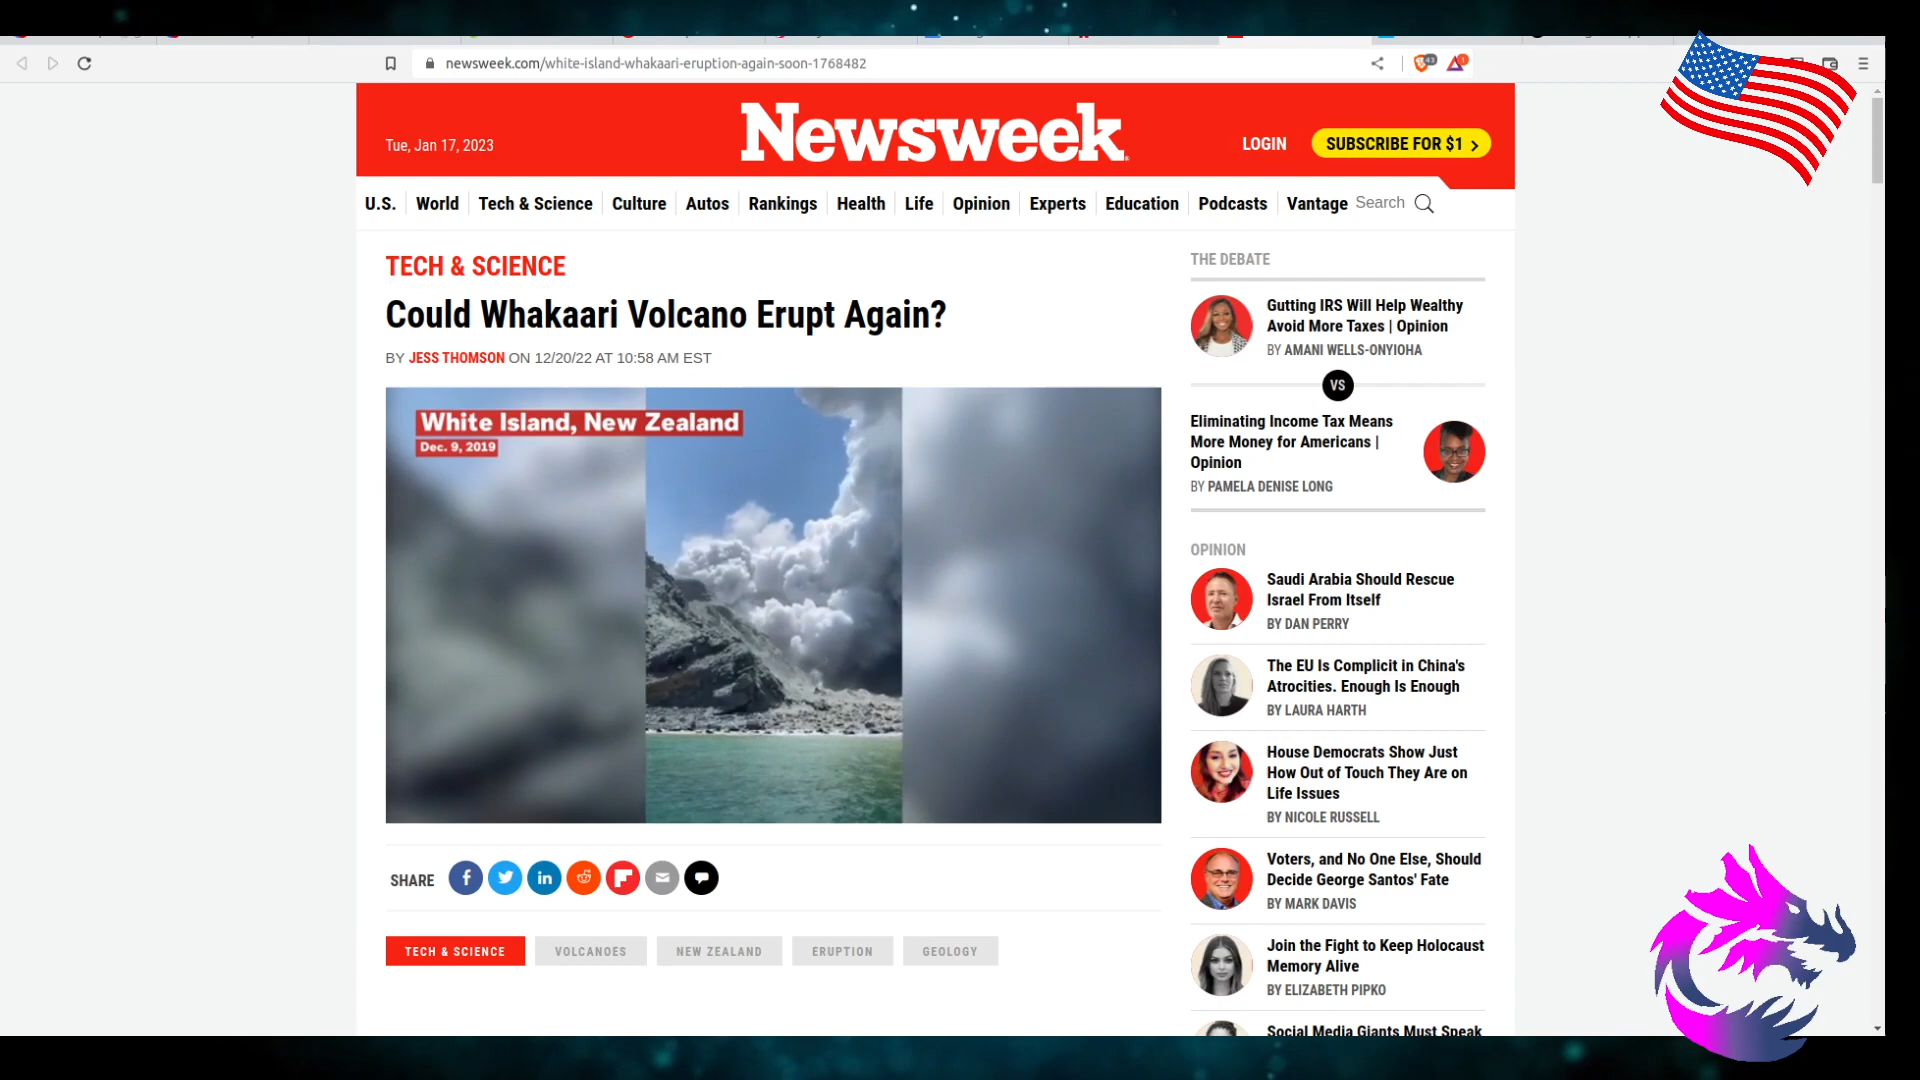 newsweek.com/white-island-whakaari-eruption-again-soon-1768482
Tue, Jan 17, 2023
Newsweek
LOGIN
SUBSCRIBE FOR $1
U.S. World Tech & Science Culture Autos Rankings Health Life Opinion Experts Education Podcasts Vantage Search
TECH & SCIENCE
Could Whakaari Volcano Erupt Again?
BY JESS THOMSON ON 12/20/22 AT 10:58 AM EST
White Island, New Zealand
Dec. 9, 2019
SHARE
TECH & SCIENCE VOLCANOES NEW ZEALAND ERUPTION GEOLOGY
THE DEBATE
Gutting IRS Will Help Wealthy
Avoid More Taxes | Opinion
BY AMANI WELLS-ONYIOHA
VS
Eliminating Income Tax Means
More Money for Americans |
Opinion
BY PAMELA DENISE LONG
OPINION
Saudi Arabia Should Rescue
Israel From Itself
BY DAN PERRY
The EU Is Complicit in China's
Atrocities. Enough Is Enough
BY LAURA HARTH
House Democrats Show Just
How Out of Touch They Are on
Life Issues
BY NICOLE RUSSELL
Voters, and No One Else, Should
Decide George Santos' Fate
BY MARK DAVIS
Join the Fight to Keep Holocaust
Memory Alive
BY ELIZABETH PIPKO
Social Media Giants Must Speak